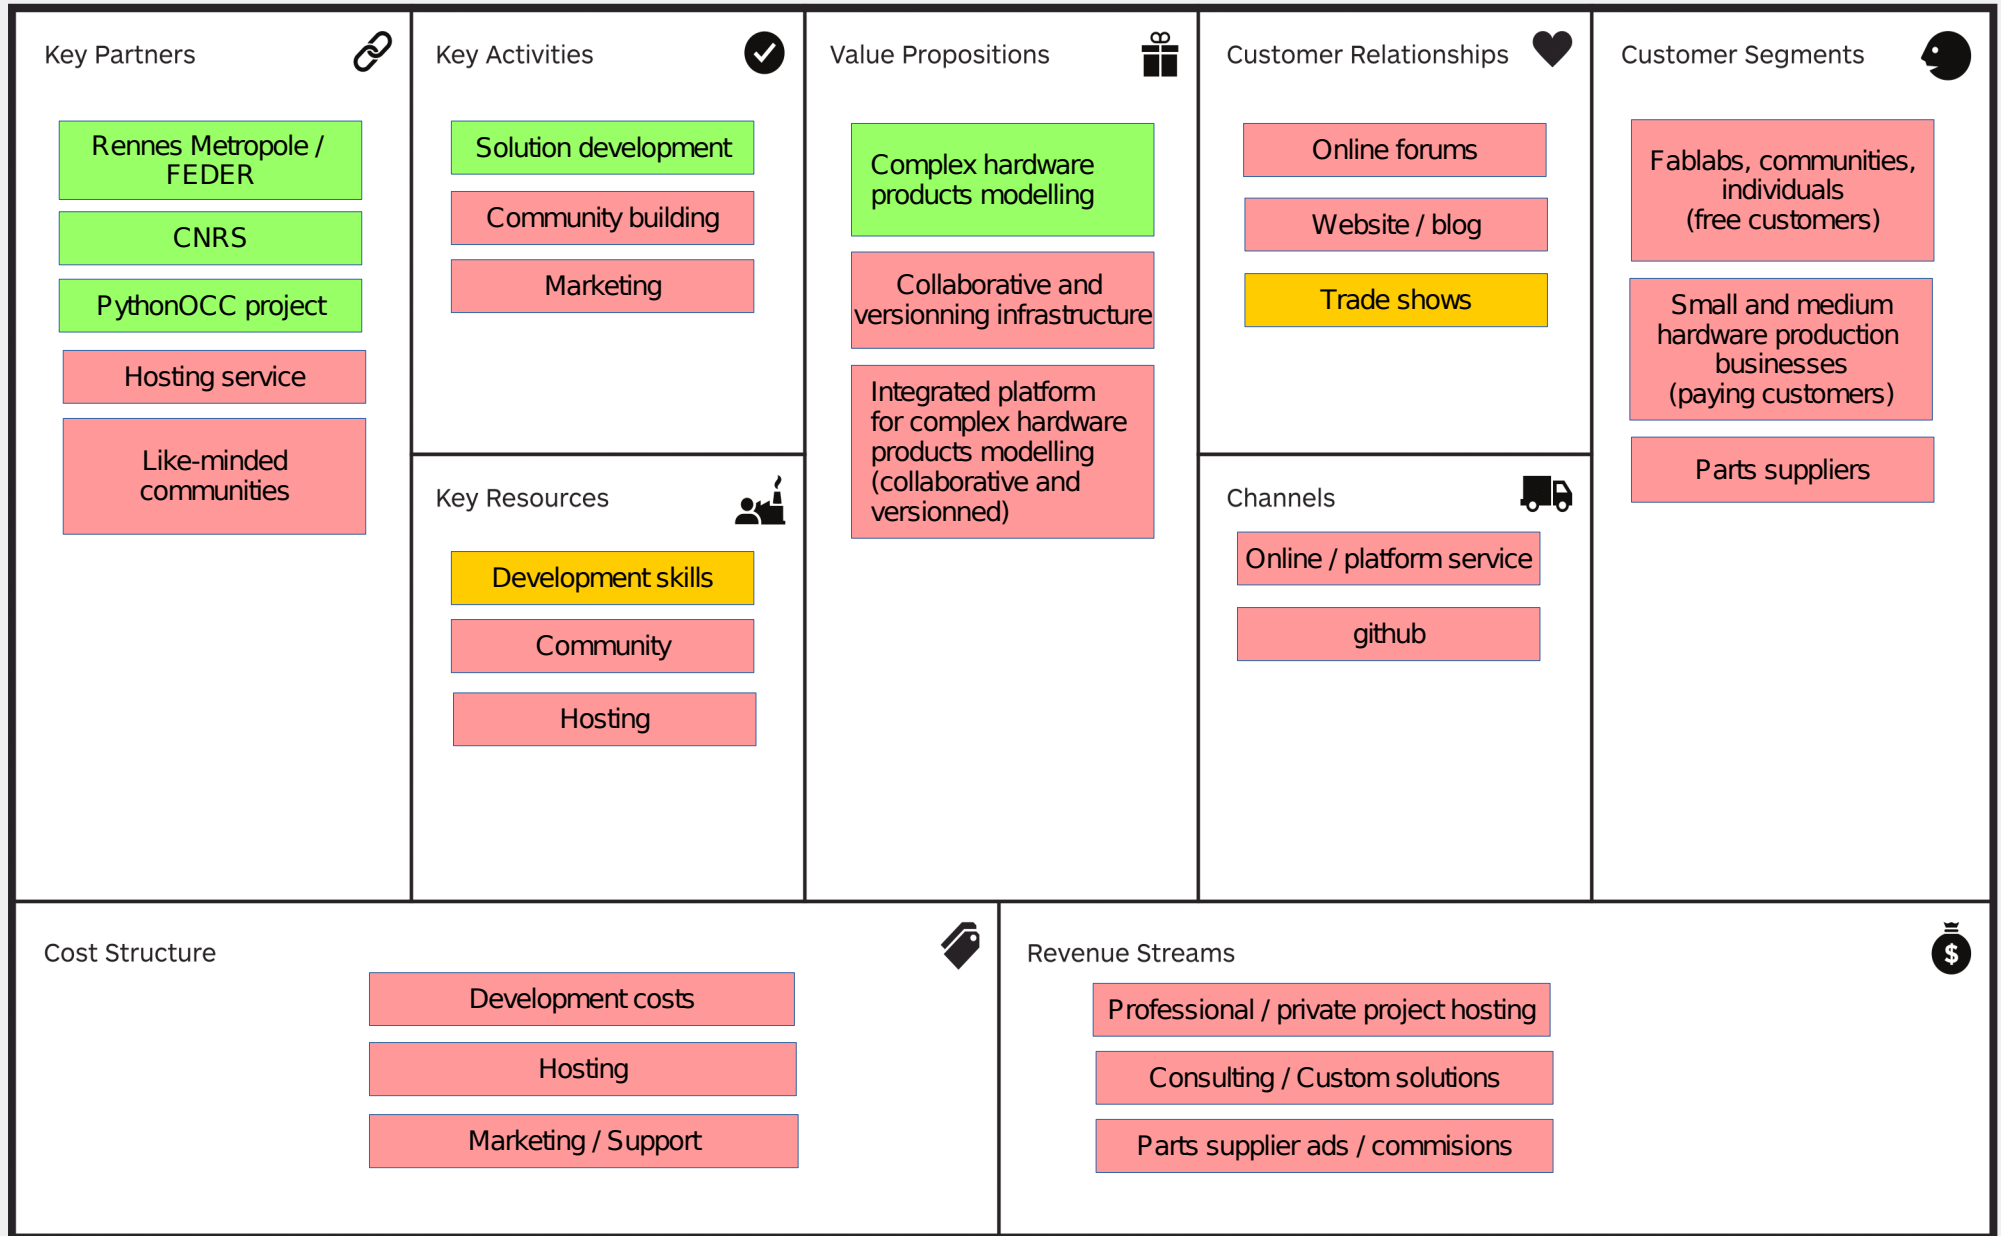 Key Partners
Rennes Metropole /
FEDER
CNRS
PythonOCC project
Hosting service
Like-minded
communities
Key Activities
Solution development
Community building
Marketing
Key Resources
Development skills
Community
Hosting
Value Propositions
Complex hardware
products modelling
Collaborative and
versionning infrastructure
Integrated platform
for complex hardware
products modelling
(collaborative and
versionned)
Customer Relationships
Online forums
Website / blog
Trade shows
Channels
Online / platform service
github
Customer Segments
Fablabs, communities,
individuals
(free customers)
Small and medium
hardware production
businesses
(paying customers)
Parts suppliers
Cost Structure
Development costs
Hosting
Marketing / Support
Revenue Streams
$
Professional / private project hosting
Consulting / Custom solutions
Parts supplier ads / commisions